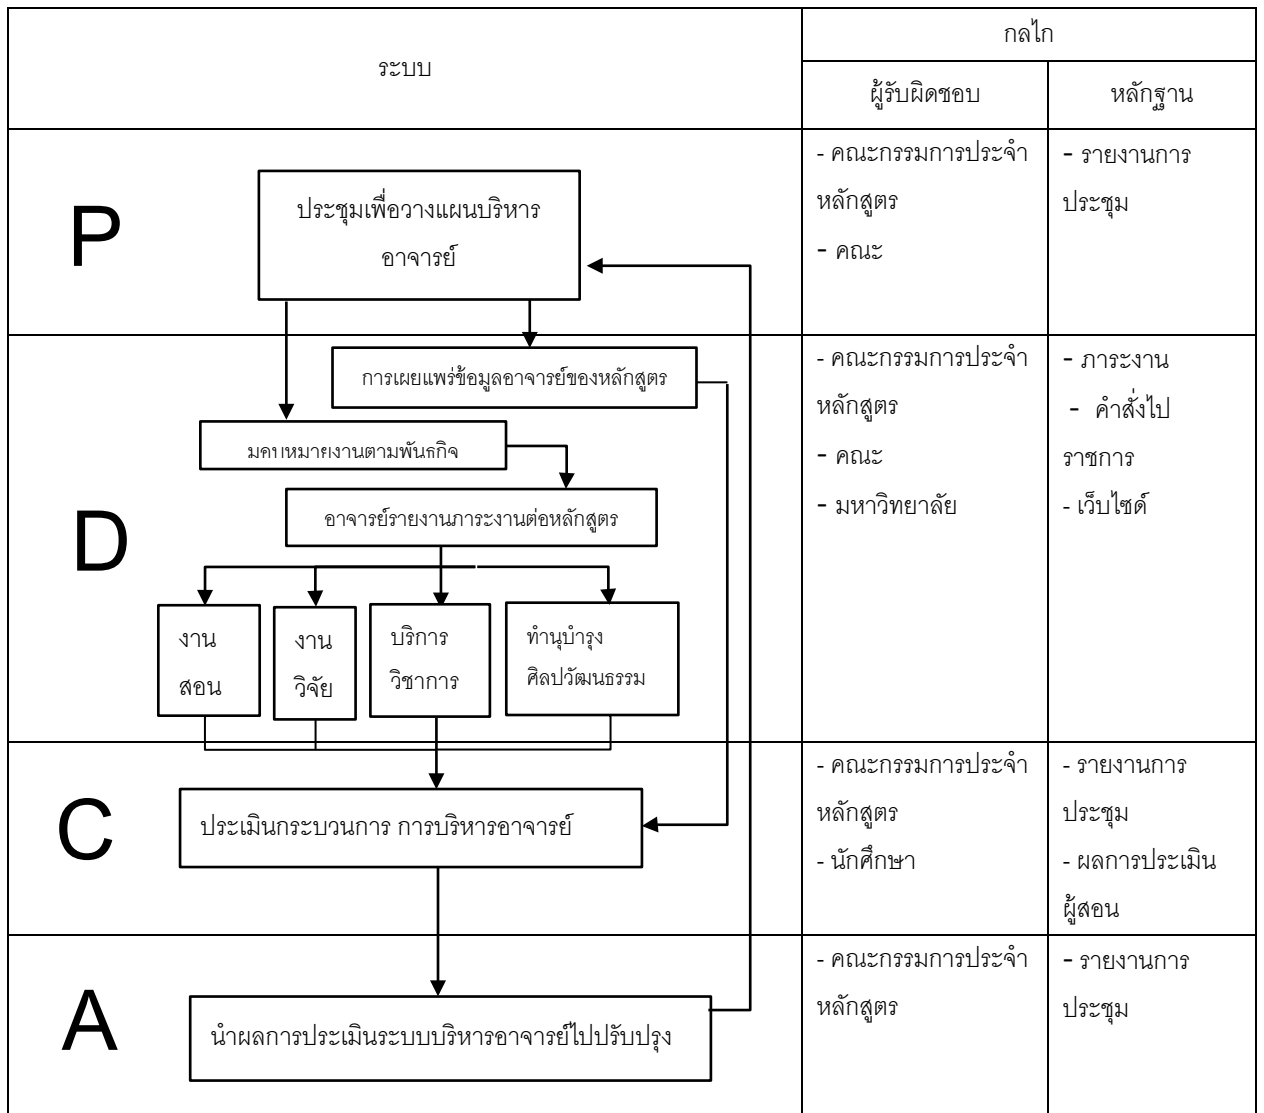 ระบบ
กลไก
ผู้รับผิดชอบ
หลักฐาน
P
ประชุมเพื่อวางแผนบริหาร
อาจารย์
- คณะกรรมการประจำ
หลักสูตร
- คณะ
- รายงานการ
ประชุม
D
การเผยแพร่ข้อมูลอาจารย์ของหลักสูตร
มอบหมายงานตามพันธกิจ
อาจารย์รายงานภาระงานต่อหลักสูตร
งาน
สอน
งาน
วิจัย
บริการ
วิชาการ
ทำนุบำรุง
ศิลปวัฒนธรรม
- คณะกรรมการประจำ
หลักสูตร
- คณะ
- มหาวิทยาลัย
- ภาระงาน
- คำสั่งไป
ราชการ
- เว็บไซด์
C
ประเมินกระบวนการ การบริหารอาจารย์
- คณะกรรมการประจำ
หลักสูตร
- นักศึกษา
- รายงานการ
ประชุม
- ผลการประเมิน
ผู้สอน
A
นำผลการประเมินระบบบริหารอาจารย์ไปปรับปรุง
- คณะกรรมการประจำ
หลักสูตร
- รายงานการ
ประชุม